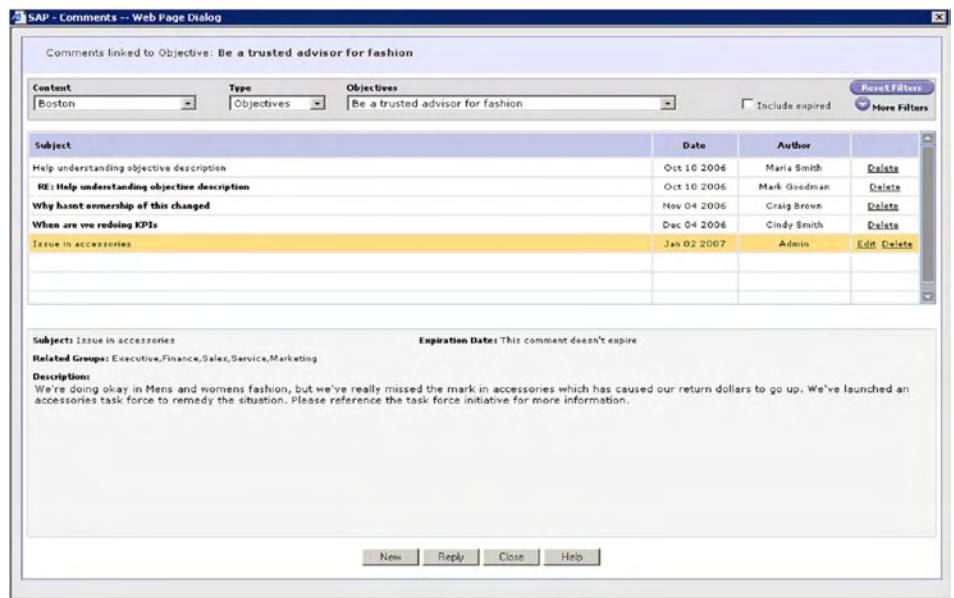 SAP - Comments -- Web Page Dialog
Comments linked to Objective: Be a trusted advisor for fashion
Context Type Objectives Reset Filters
Boston Objectives Be a trusted advisor for fashion Include expired More Filters
Subject Date Author
Help understanding objective description Oct 10 2006 Maria Smith Delete
RE: Help understanding objective description Oct 10 2006 Mark Goodman Delete
Why hasnt ownership of this changed Nov 04 2006 Craig Brown Delete
When are we redoing KPIs Dec 04 2006 Cindy Smith Delete
Issue in accessories Jan 02 2007 Admin Edit Delete
Subject: Issue in accessories Expiration Date: This comment doesn't expire
Related Groups: Executive,Finance,Sales,Service,Marketing
Description:
We're doing okay in Mens and womens fashion, but we've really missed the mark in accessories which has caused our return dollars to go up. We've launched an
accessories task force to remedy the situation. Please reference the task force initiative for more information.
New Reply Close Help